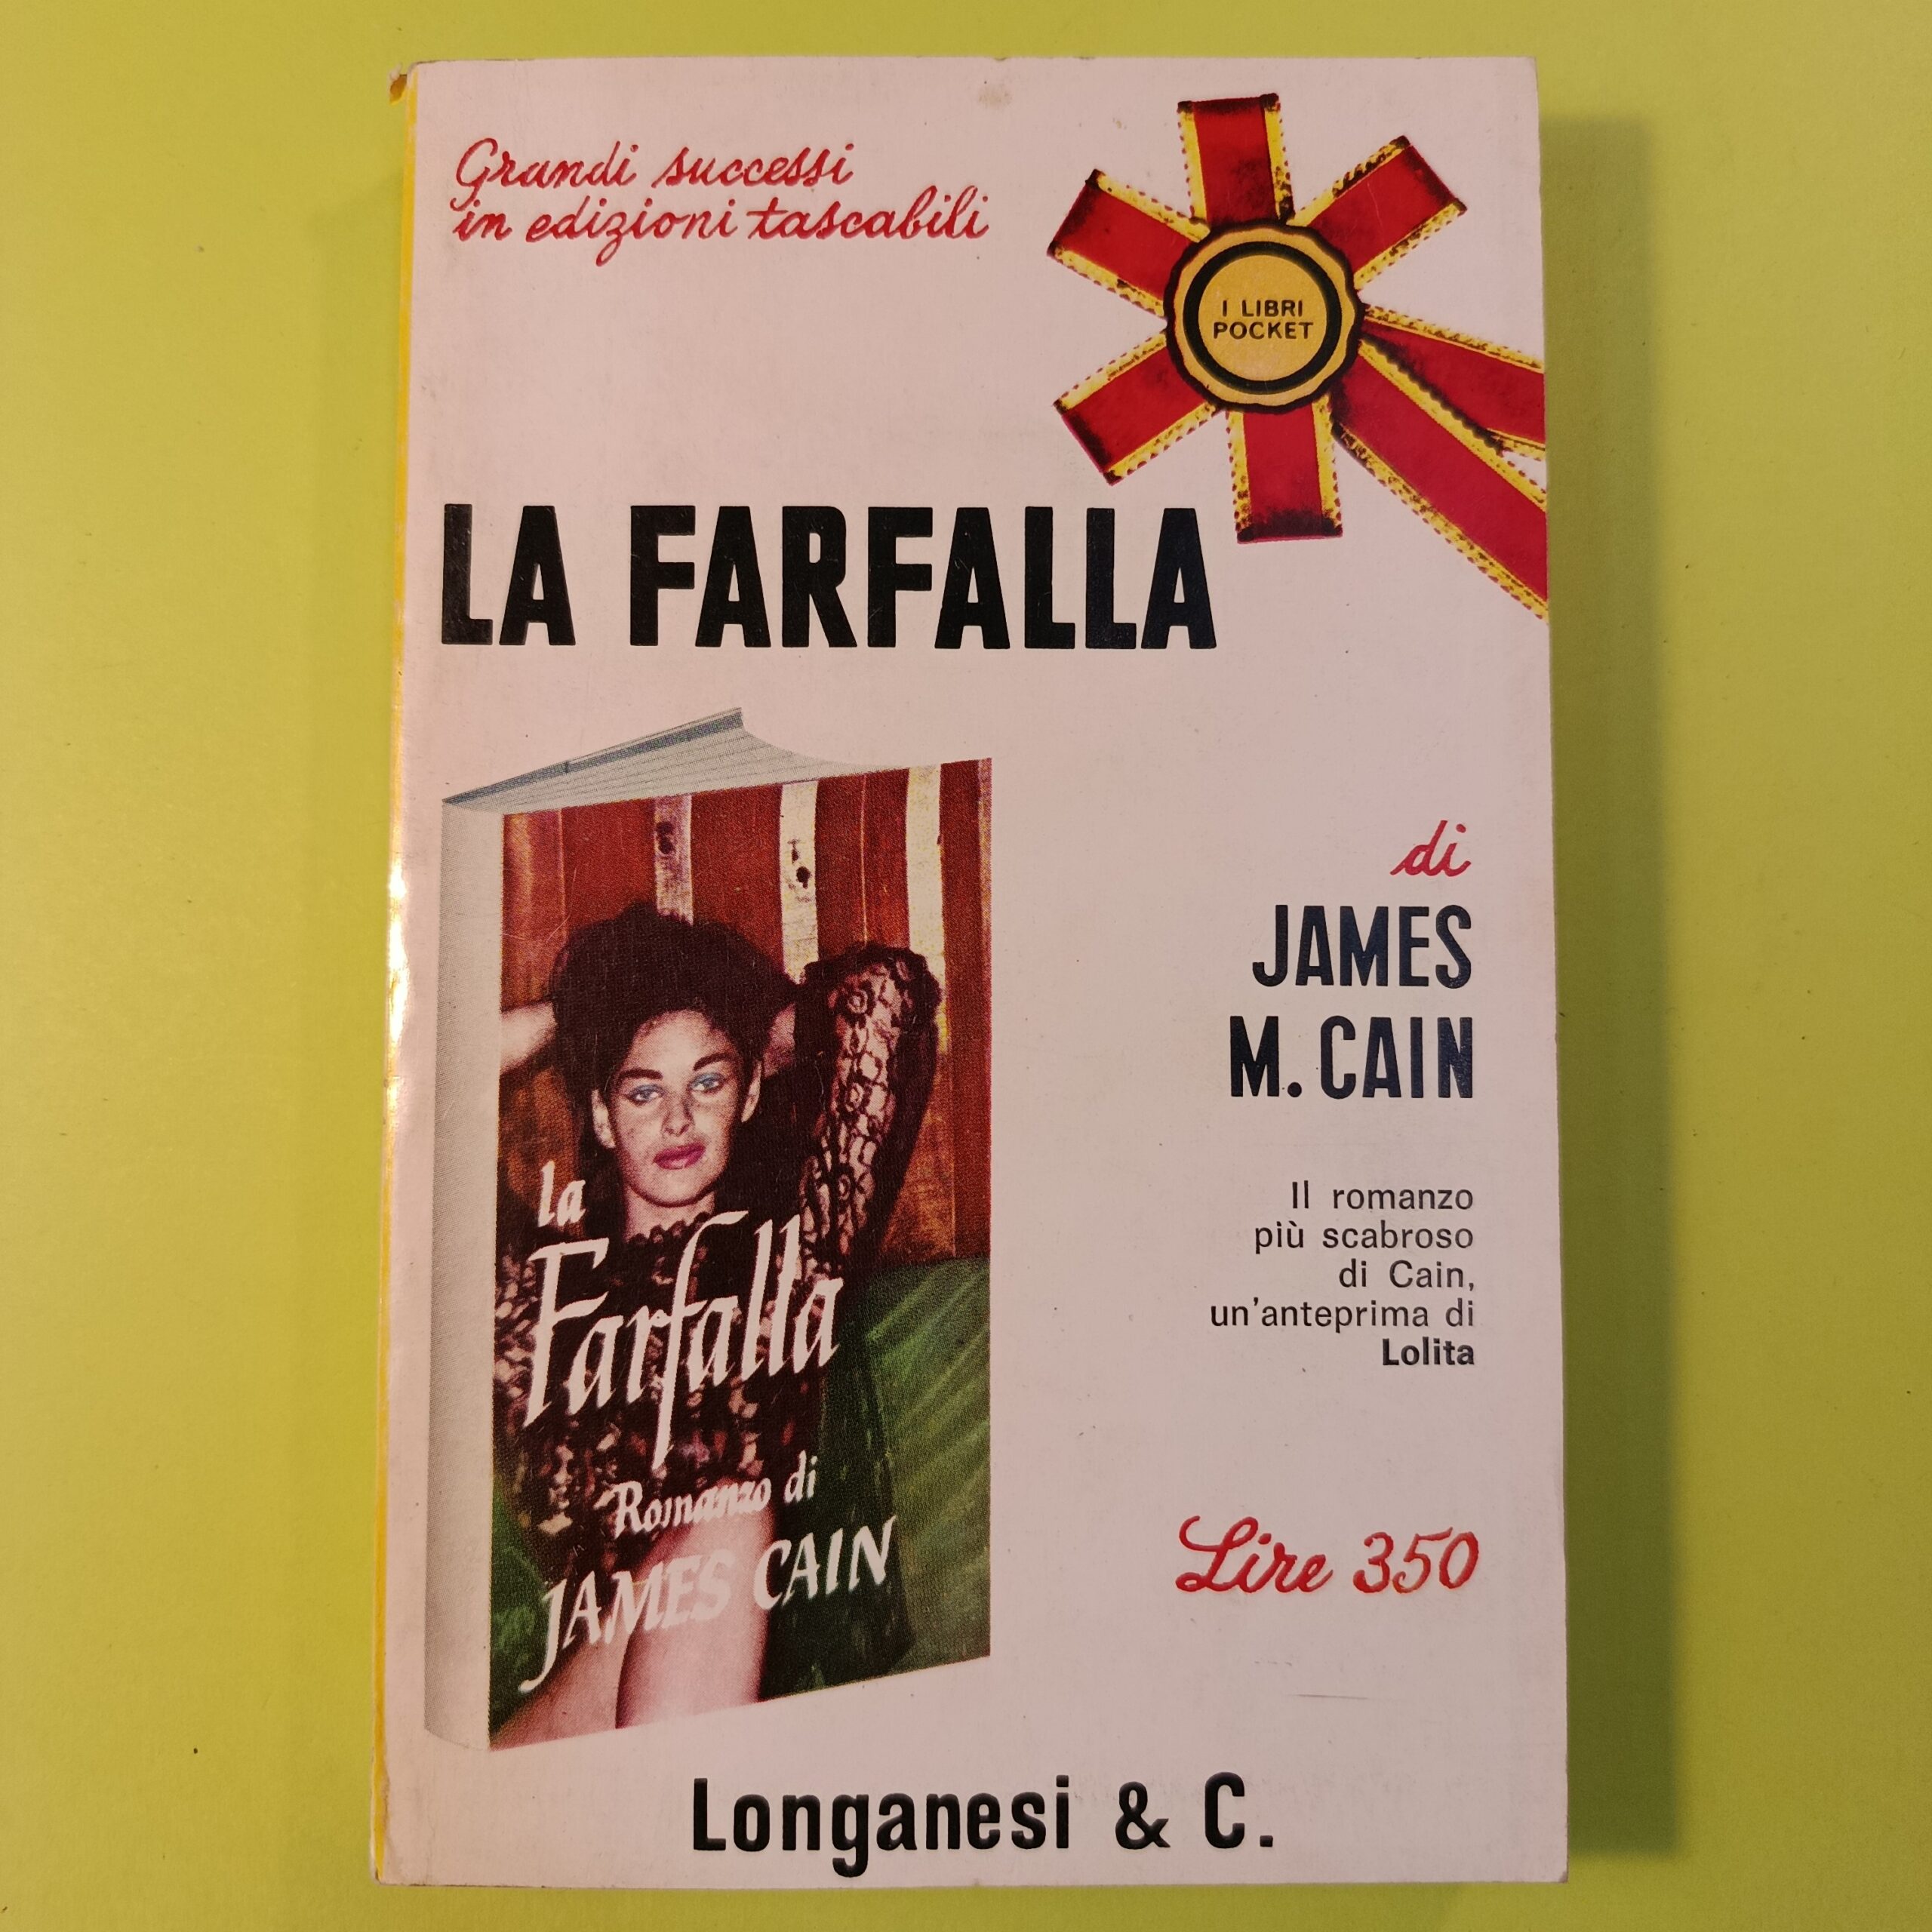 Grandi successi
in edizioni tascabili
I LIBRI
POCKET
LA FARFALLA
la
Farfalla
Romanzo di
JAMES CAIN
di
JAMES
M. CAIN
Il romanzo
più scabroso
di Cain,
un'anteprima di
Lolita
Lire 350
Longanesi & C.